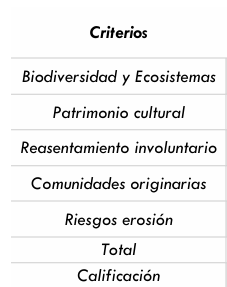 Criterios
Biodiversidad y Ecosistemas
Patrimonio cultural
Reasentamiento involuntario
Comunidades originarias
Riesgos erosión
Total
Calificación